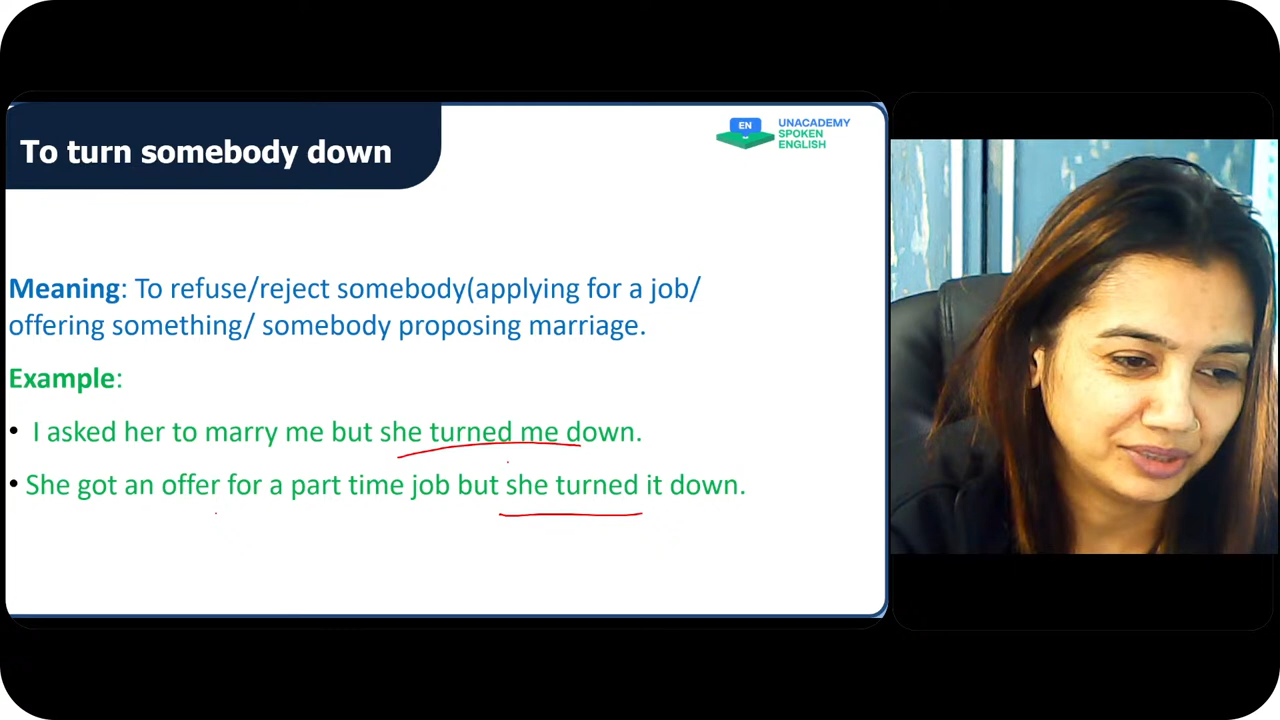 To turn somebody down
EN
UNACADEMY
SPOKEN
ENGLISH
Meaning: To refuse/reject somebody(applying for a job/
offering something/ somebody proposing marriage.
Example:
• I asked her to marry me but she turned me down.
• She got an offer for a part time job but she turned it down.